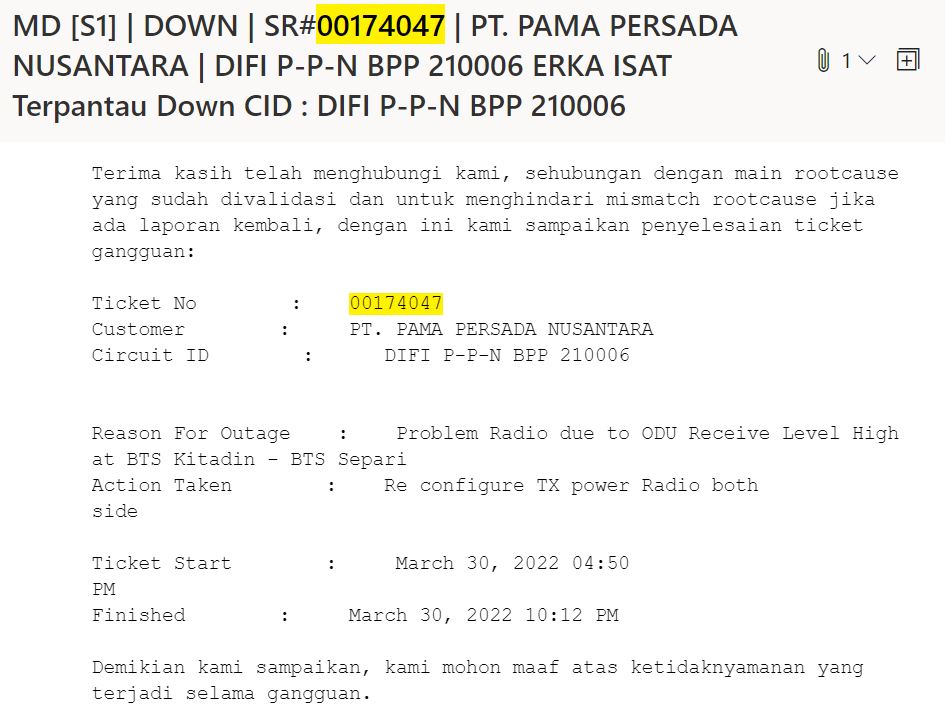 MD [S1] | DOWN | SR#00174047 | PT. PAMA PERSADA
NUSANTARA | DIFI P-P-N BPP 210006 ERKA ISAT
Terpantau Down CID : DIFI P-P-N BPP 210006
1
Terima kasih telah menghubungi kami, sehubungan dengan main rootcause
yang sudah divalidasi dan untuk menghindari mismatch rootcause jika
ada laporan kembali, dengan ini kami sampaikan penyelesaian ticket
gangguan:
Ticket No : 00174047
Customer : PT. PAMA PERSADA NUSANTARA
Circuit ID : DIFI P-P-N BPP 210006
Reason For Outage : Problem Radio due to ODU Receive Level High
at BTS Kitadin – BTS Separi
Action Taken : Re configure TX power Radio both
side
Ticket Start : March 30, 2022 04:50
PM
Finished : March 30, 2022 10:12 PM
Demikian kami sampaikan, kami mohon maaf atas ketidaknyamanan yang
terjadi selama gangguan.